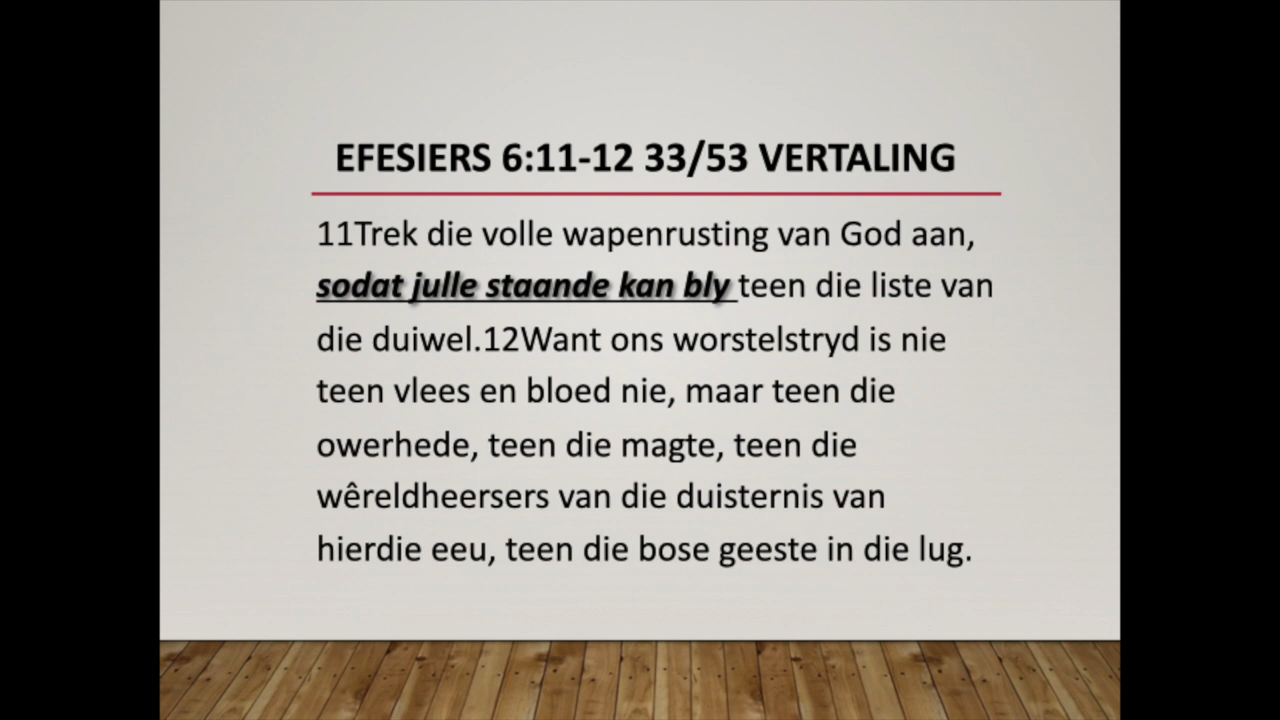 EFESIERS 6:11-12 33/53 VERTALING
11Trek die volle wapenrusting van God aan,
sodat julle staande kan bly teen die liste van
die duiwel.12Want ons worstelstryd is nie
teen vlees en bloed nie, maar teen die
owerhede, teen die magte, teen die
wêreldheersers van die duisternis van
hierdie eeu, teen die bose geeste in die lug.